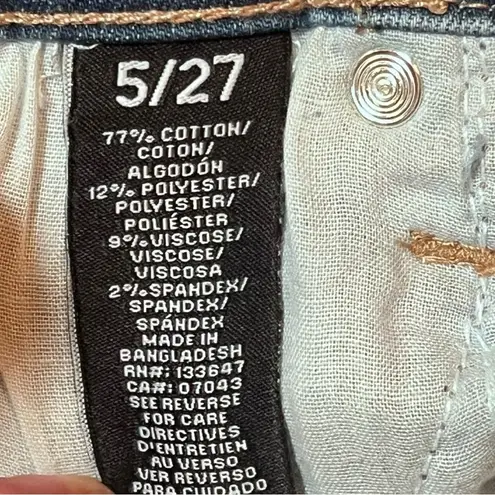 5/27
77% COTTON/
COTON/
ALGODÓN
12% POLYESTER/
POLYESTER/
POLIÉSTER
9% VISCOSE/
VISCOSE/
VISCOSA
2% SPANDEX/
SPANDEX/
SPÁNDEX
MADE IN
BANGLADESH
RN#: 133647
CA#: 07043
SEE REVERSE
FOR CARE
DIRECTIVES
D'ENTRETIEN
AU VERSO
VER REVERSO
PARA CUIDADO